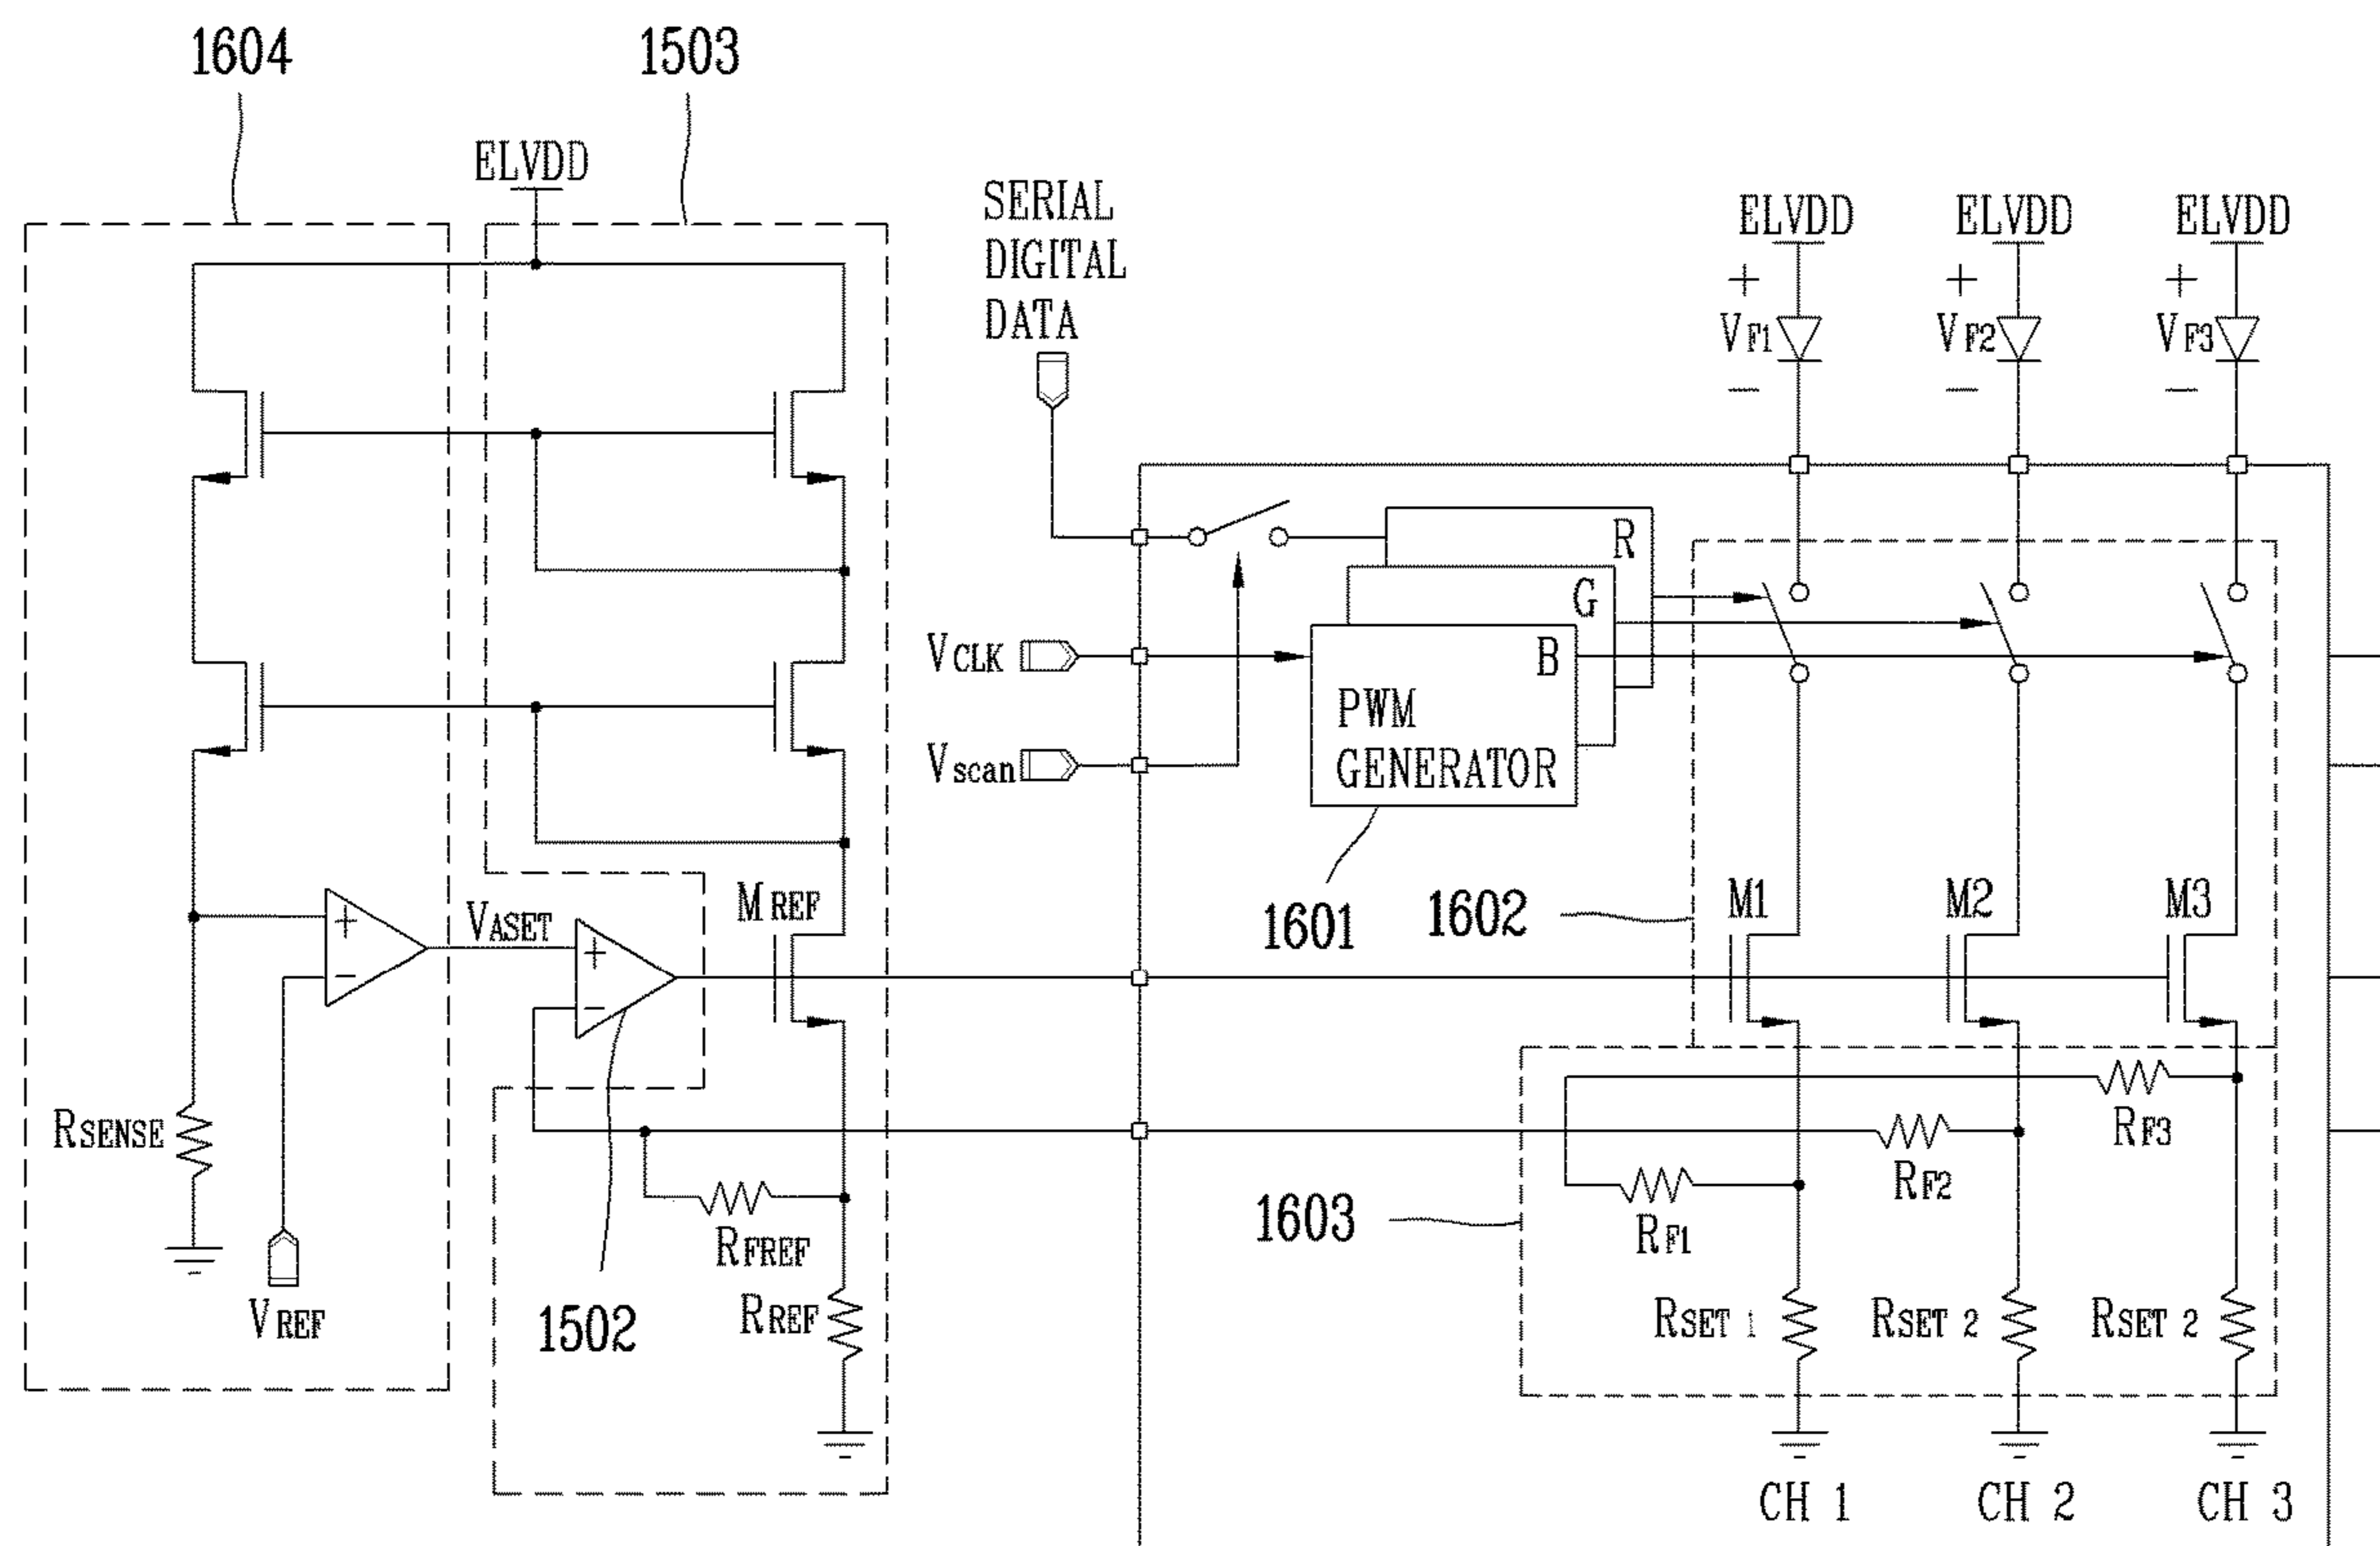 1604
1503
ELVDD
SERIAL
DIGITAL
DATA
ELVDD
ELVDD
ELVDD
+
+
+
VF1
VF2
VF3
−
−
−
R
G
B
VCLK
PWM
GENERATOR
Vscan
1601
1602
MREF
M1
M2
M3
+
−
VASET
+
−
RSENSE
VREF
RFREF
RREF
1502
1603
RF3
RF2
RF1
RSET 1
RSET 2
RSET 2
CH 1
CH 2
CH 3